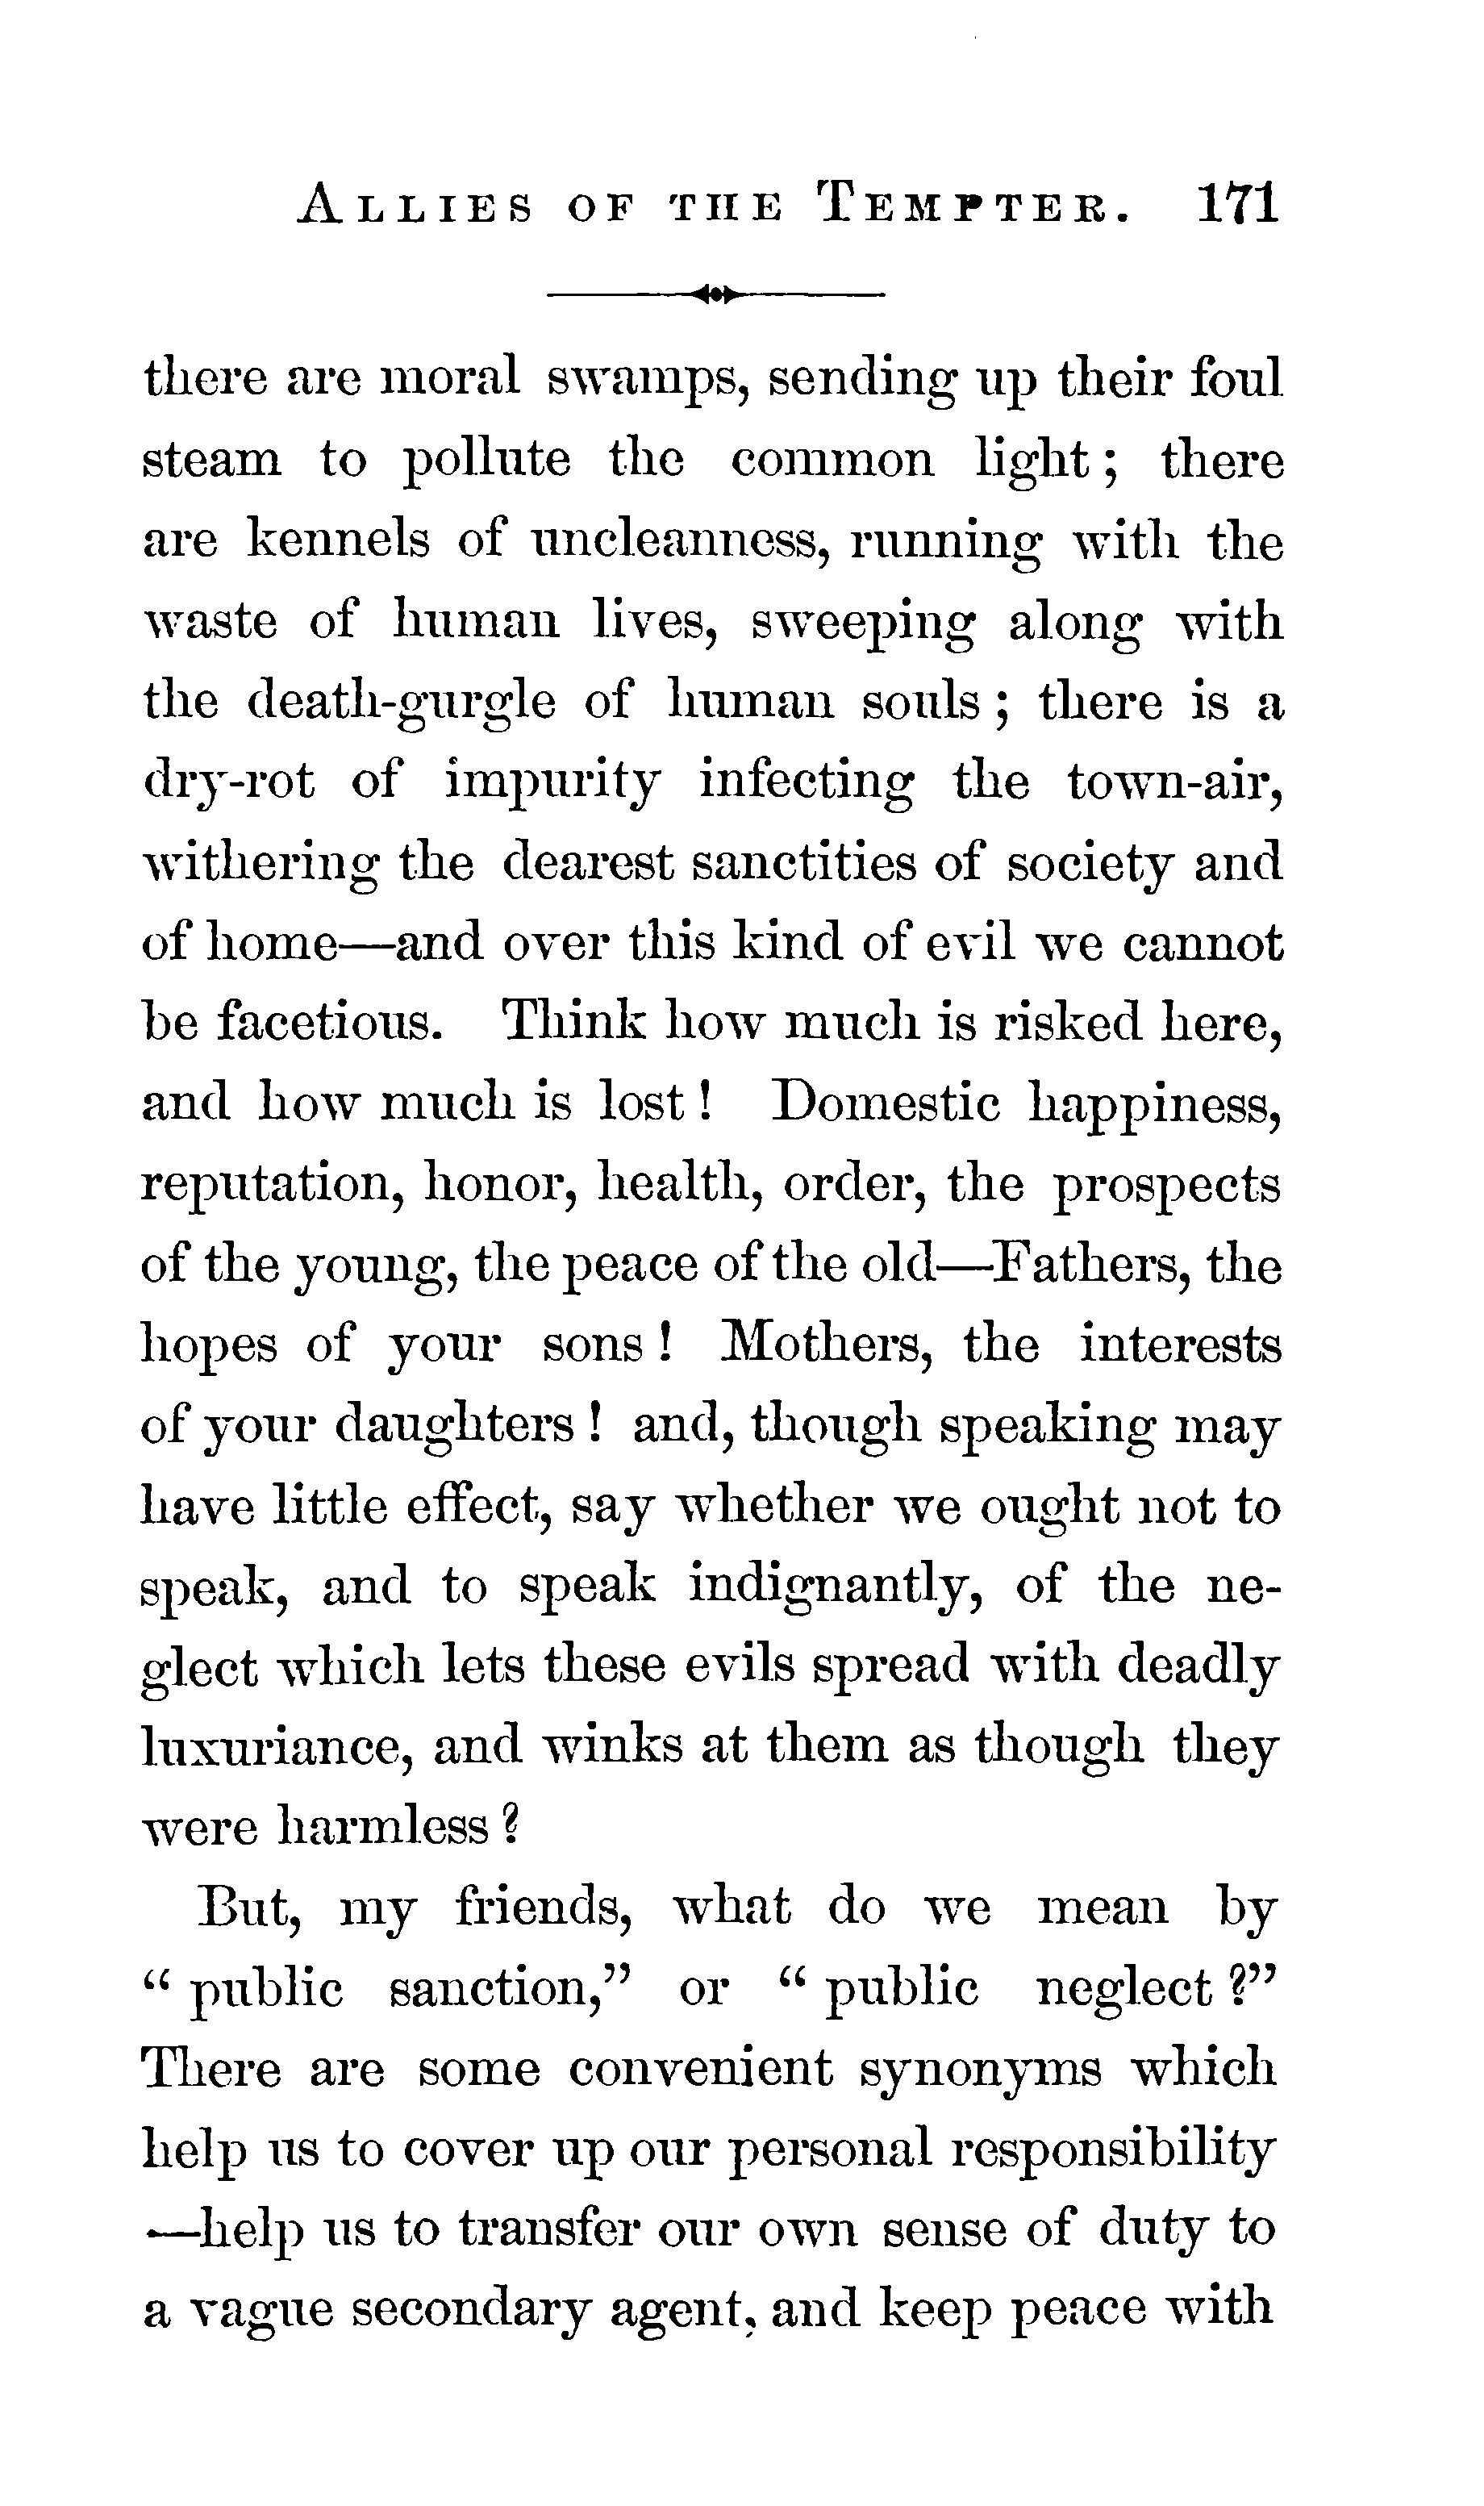 ALLIES OF THE TEMPTER. 171
there are moral swamps, sending up their foul
steam to pollute the common light; there
are kennels of uncleanness, running with the
waste of human lives, sweeping along with
the death-gurgle of human souls; there is a
dry-rot of impurity infecting the town-air,
withering the dearest sanctities of society and
of home—and over this kind of evil we cannot
be facetious. Think how much is risked here,
and how much is lost! Domestic happiness,
reputation, honor, health, order, the prospects
of the young, the peace of the old—Fathers, the
hopes of your sons! Mothers, the interests
of your daughters! and, though speaking may
have little effect, say whether we ought not to
speak, and to speak indignantly, of the ne-
glect which lets these evils spread with deadly
luxuriance, and winks at them as though they
were harmless?
But, my friends, what do we mean by
"public sanction," or "public neglect?"
There are some convenient synonyms which
help us to cover up our personal responsibility
—help us to transfer our own sense of duty to
a vague secondary agent, and keep peace with